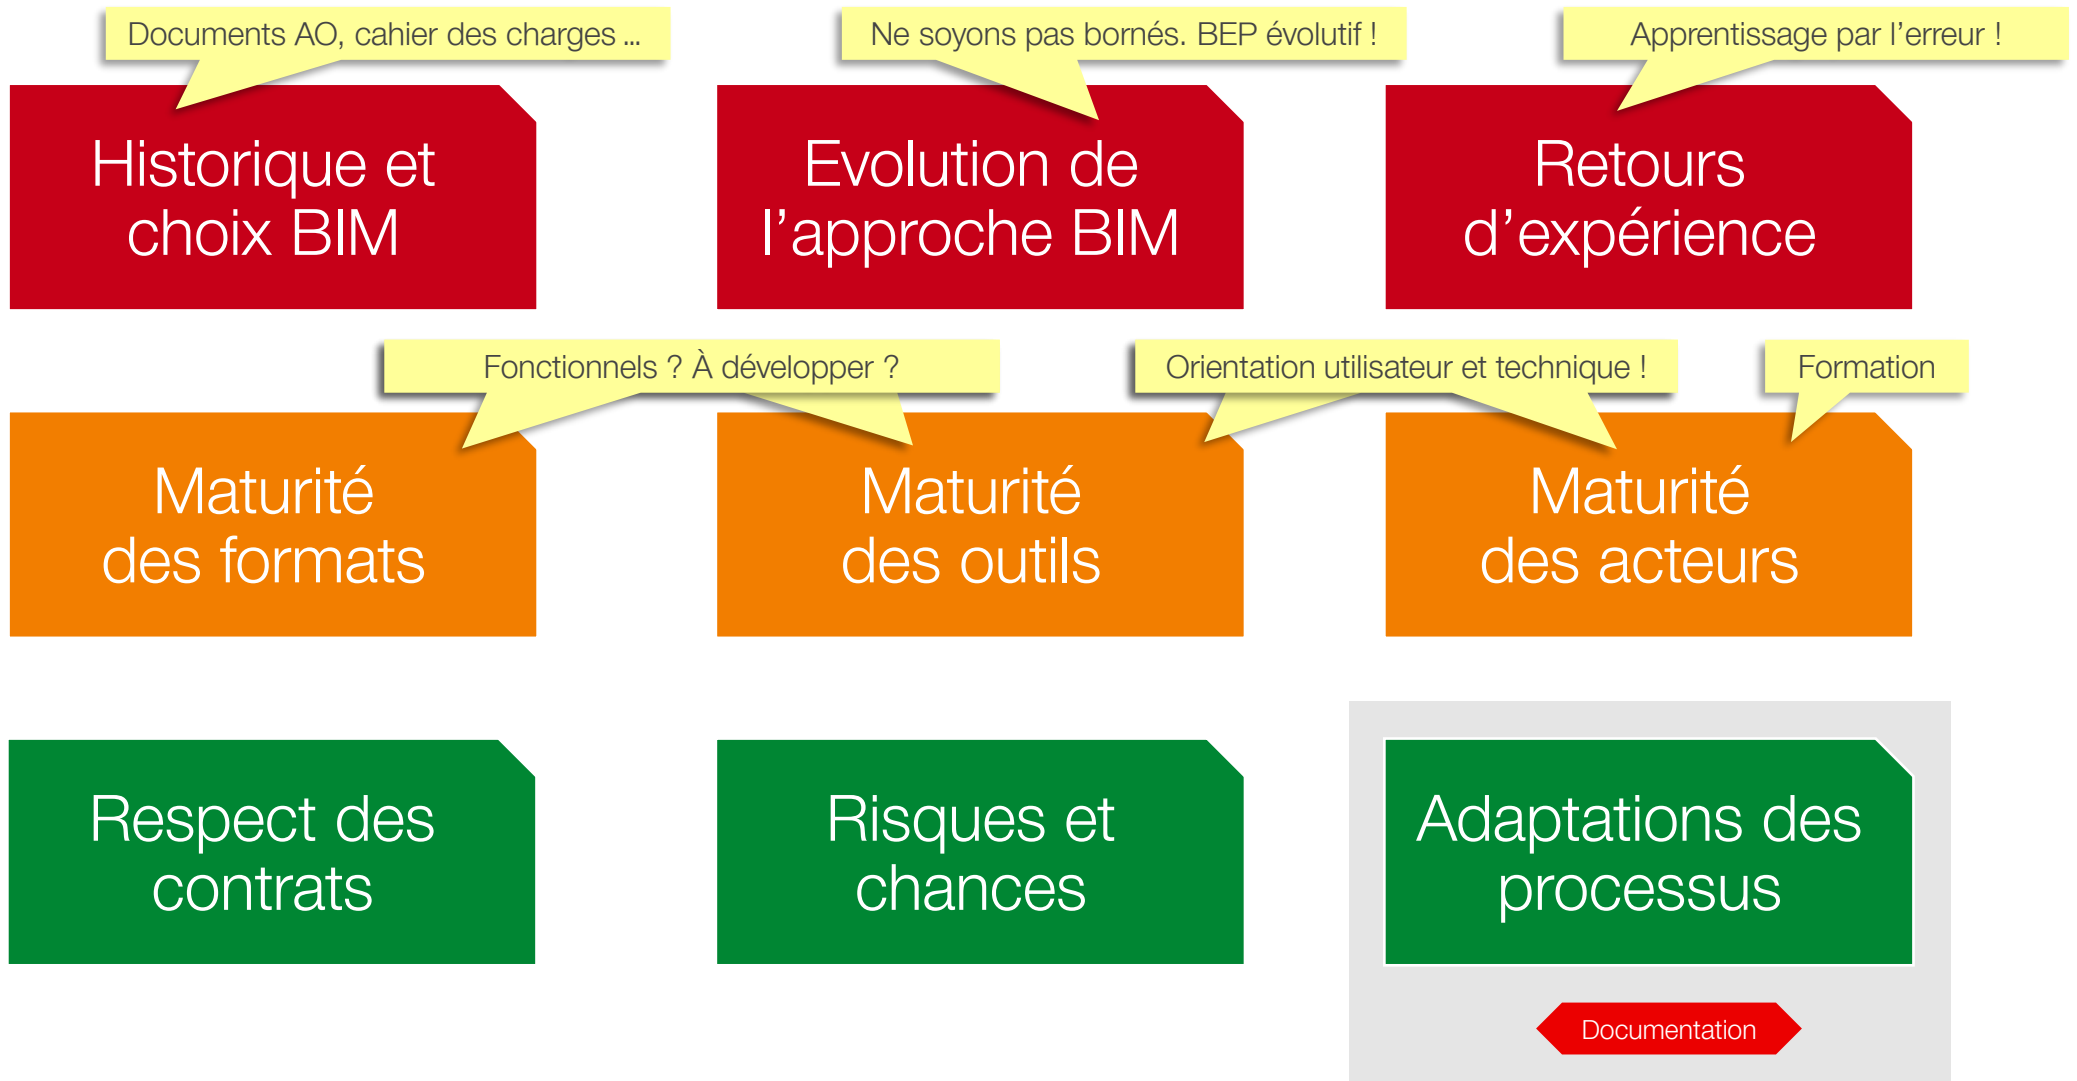 Documents AO, cahier des charges ...
Ne soyons pas bornés. BEP évolutif !
Apprentissage par l'erreur !
Historique et
choix BIM
Evolution de
l'approche BIM
Retours
d'expérience
Fonctionnels ? À développer ?
Orientation utilisateur et technique !
Formation
Maturité
des formats
Maturité
des outils
Maturité
des acteurs
Respect des
contrats
Risques et
chances
Adaptations des
processus
Documentation